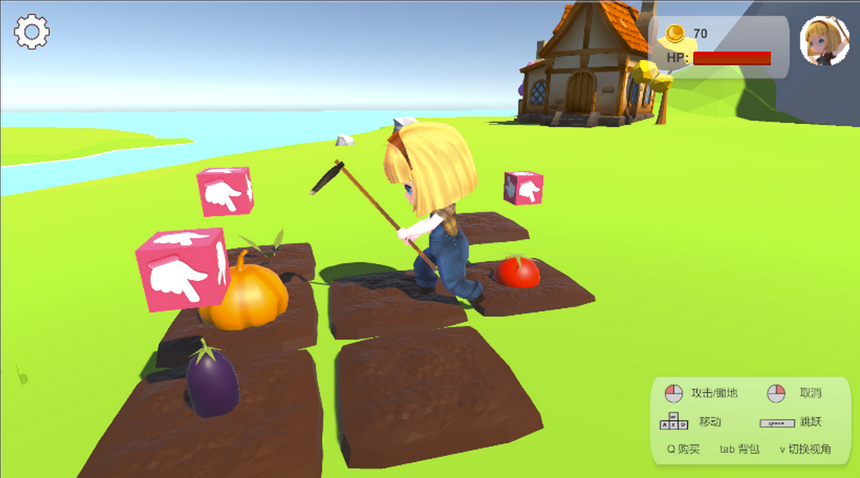 70
HP:
攻击/锄地 取消
W
A S D 移动 space 跳跃
Q 购买 tab 背包 v 切换视角